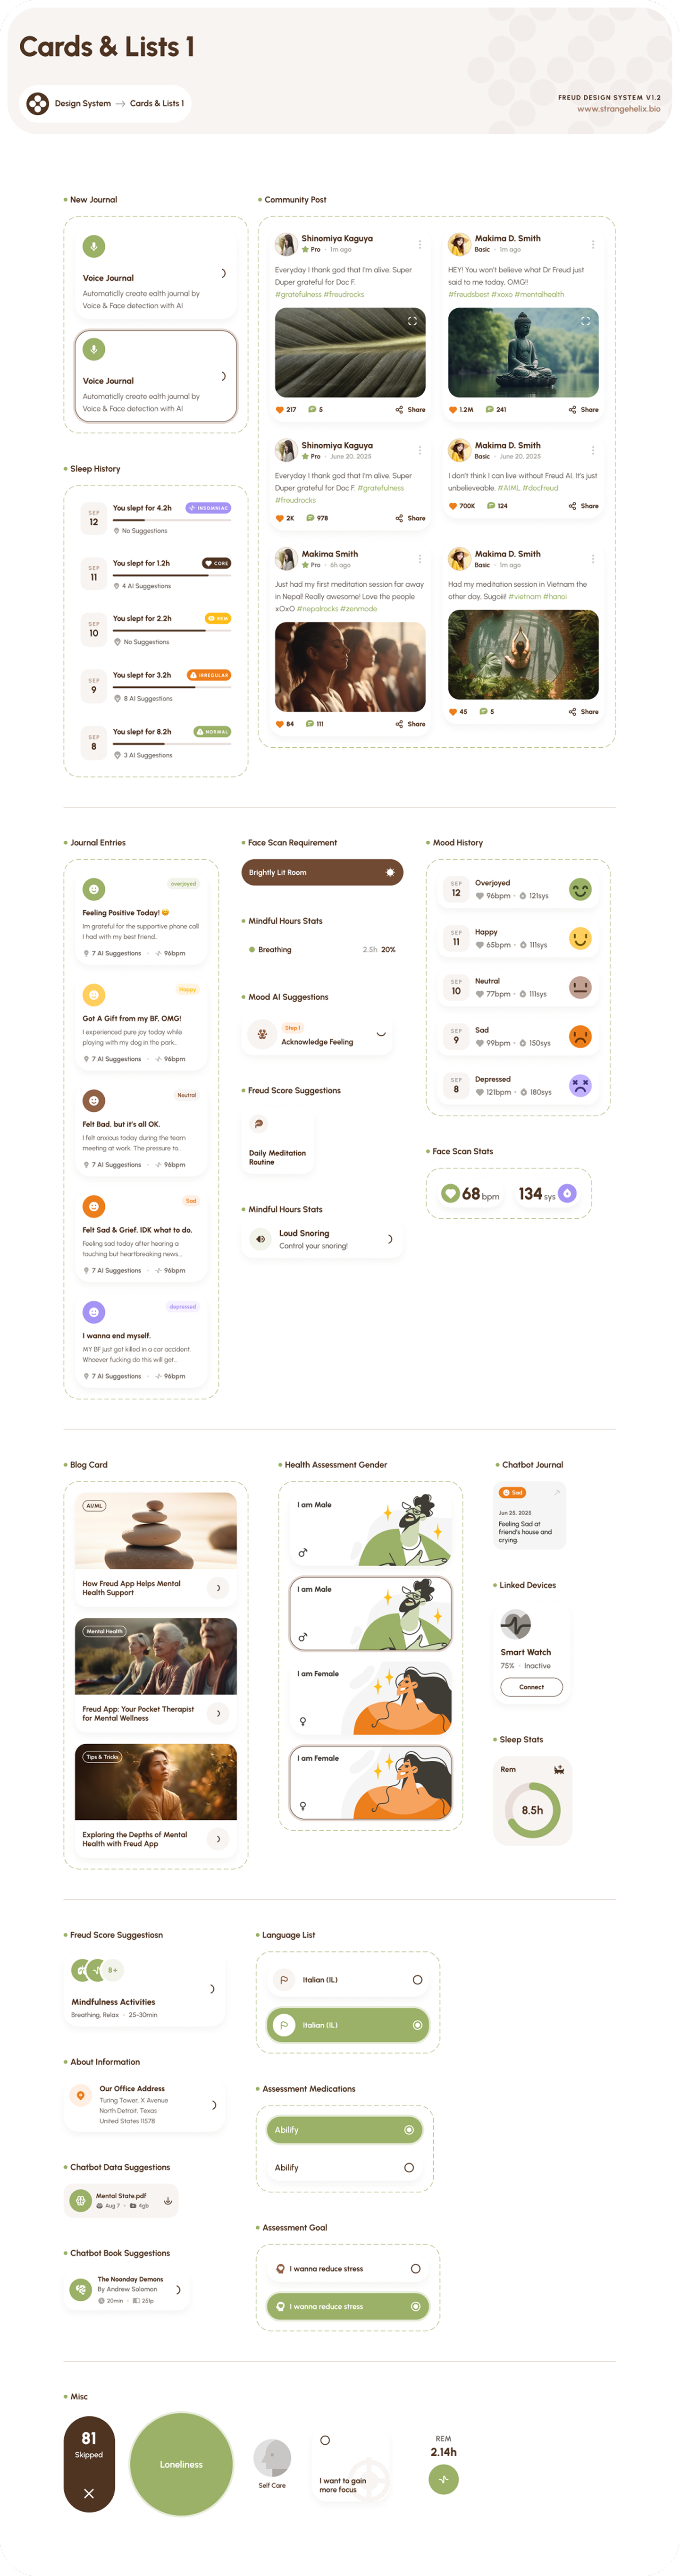 Cards & Lists 1
Design System → Cards & Lists 1
FREUD DESIGN SYSTEM V1.2
www.strangehelix.bio
New Journal
Voice Journal
Automaticlly create ealth journal by
Voice & Face detection with AI
Voice Journal
Automaticlly create ealth journal by
Voice & Face detection with AI
Sleep History
SEP
12
You slept for 4.2h
INSOMNIAC
No Suggestions
SEP
11
You slept for 1.2h
CORE
4 AI Suggestions
SEP
10
You slept for 2.2h
REM
No Suggestions
SEP
9
You slept for 3.2h
IRREGULAR
8 AI Suggestions
SEP
8
You slept for 8.2h
NORMAL
3 AI Suggestions
Community Post
Shinomiya Kaguya
Pro · 1m ago
Everyday I thank god that I'm alive. Super
Duper grateful for Doc F.
#gratefulness #freudrocks
217 5 Share
Makima D. Smith
Basic · 1m ago
HEY! You won't believe what Dr Freud just
said to me today. OMG!!
#freudsbest #xoxo #mentalhealth
1.2M 241 Share
Shinomiya Kaguya
Pro · June 20, 2025
Everyday I thank god that I'm alive. Super
Duper grateful for Doc F. #gratefulness
#freudrocks
2K 978 Share
Makima D. Smith
Basic · June 20, 2025
I don't think I can live without Freud AI. It's just
unbelieveable. #AIML #docfreud
700K 124 Share
Makima Smith
Pro · 6h ago
Just had my first meditation session far away
in Nepal! Really awesome! Love the people
xOxO #nepalrocks #zenmode
84 111 Share
Makima D. Smith
Basic · 1m ago
Had my meditation session in Vietnam the
other day. Sugoiii! #vietnam #hanoi
45 5 Share
Journal Entries
overjoyed
Feeling Positive Today! 😊
Im grateful for the supportive phone call
I had with my best friend..
7 AI Suggestions · 96bpm
Happy
Got A Gift from my BF, OMG!
I experienced pure joy today while
playing with my dog in the park..
7 AI Suggestions · 96bpm
Neutral
Felt Bad, but it's all OK.
I felt anxious today during the team
meeting at work. The pressure to..
7 AI Suggestions · 96bpm
Sad
Felt Sad & Grief. IDK what to do.
Feeling sad today after hearing a
touching but heartbreaking news..
7 AI Suggestions · 96bpm
depressed
I wanna end myself.
MY BF just got killed in a car accident.
Whoever fucking do this will get..
7 AI Suggestions · 96bpm
Face Scan Requirement
Brightly Lit Room
Mindful Hours Stats
Breathing 2.5h 20%
Mood AI Suggestions
Step 1
Acknowledge Feeling
Freud Score Suggestions
Daily Meditation
Routine
Mindful Hours Stats
Loud Snoring
Control your snoring!
Mood History
SEP
12
Overjoyed
96bpm · 121sys
SEP
11
Happy
65bpm · 111sys
SEP
10
Neutral
77bpm · 111sys
SEP
9
Sad
99bpm · 150sys
SEP
8
Depressed
121bpm · 180sys
Face Scan Stats
68 bpm
134 sys
Blog Card
AI/ML
How Freud App Helps Mental
Health Support
Mental Health
Freud App: Your Pocket Therapist
for Mental Wellness
Tips & Tricks
Exploring the Depths of Mental
Health with Freud App
Health Assessment Gender
I am Male
I am Male
I am Female
I am Female
Chatbot Journal
Sad
Jun 25, 2025
Feeling Sad at
friend's house and
crying.
Linked Devices
Smart Watch
75% · Inactive
Connect
Sleep Stats
Rem
8.5h
Freud Score Suggestiosn
8+
Mindfulness Activities
Breathing, Relax · 25-30min
About Information
Our Office Address
Turing Tower, X Avenue
North Detroit, Texas
United States 11578
Chatbot Data Suggestions
Mental State.pdf
Aug 7 · 4gb
Chatbot Book Suggestions
The Noonday Demons
By Andrew Solomon
20min · 251p
Language List
Italian (IL)
Italian (IL)
Assessment Medications
Abilify
Abilify
Assessment Goal
I wanna reduce stress
I wanna reduce stress
Misc
81
Skipped
Loneliness
Self Care
I want to gain
more focus
REM
2.14h